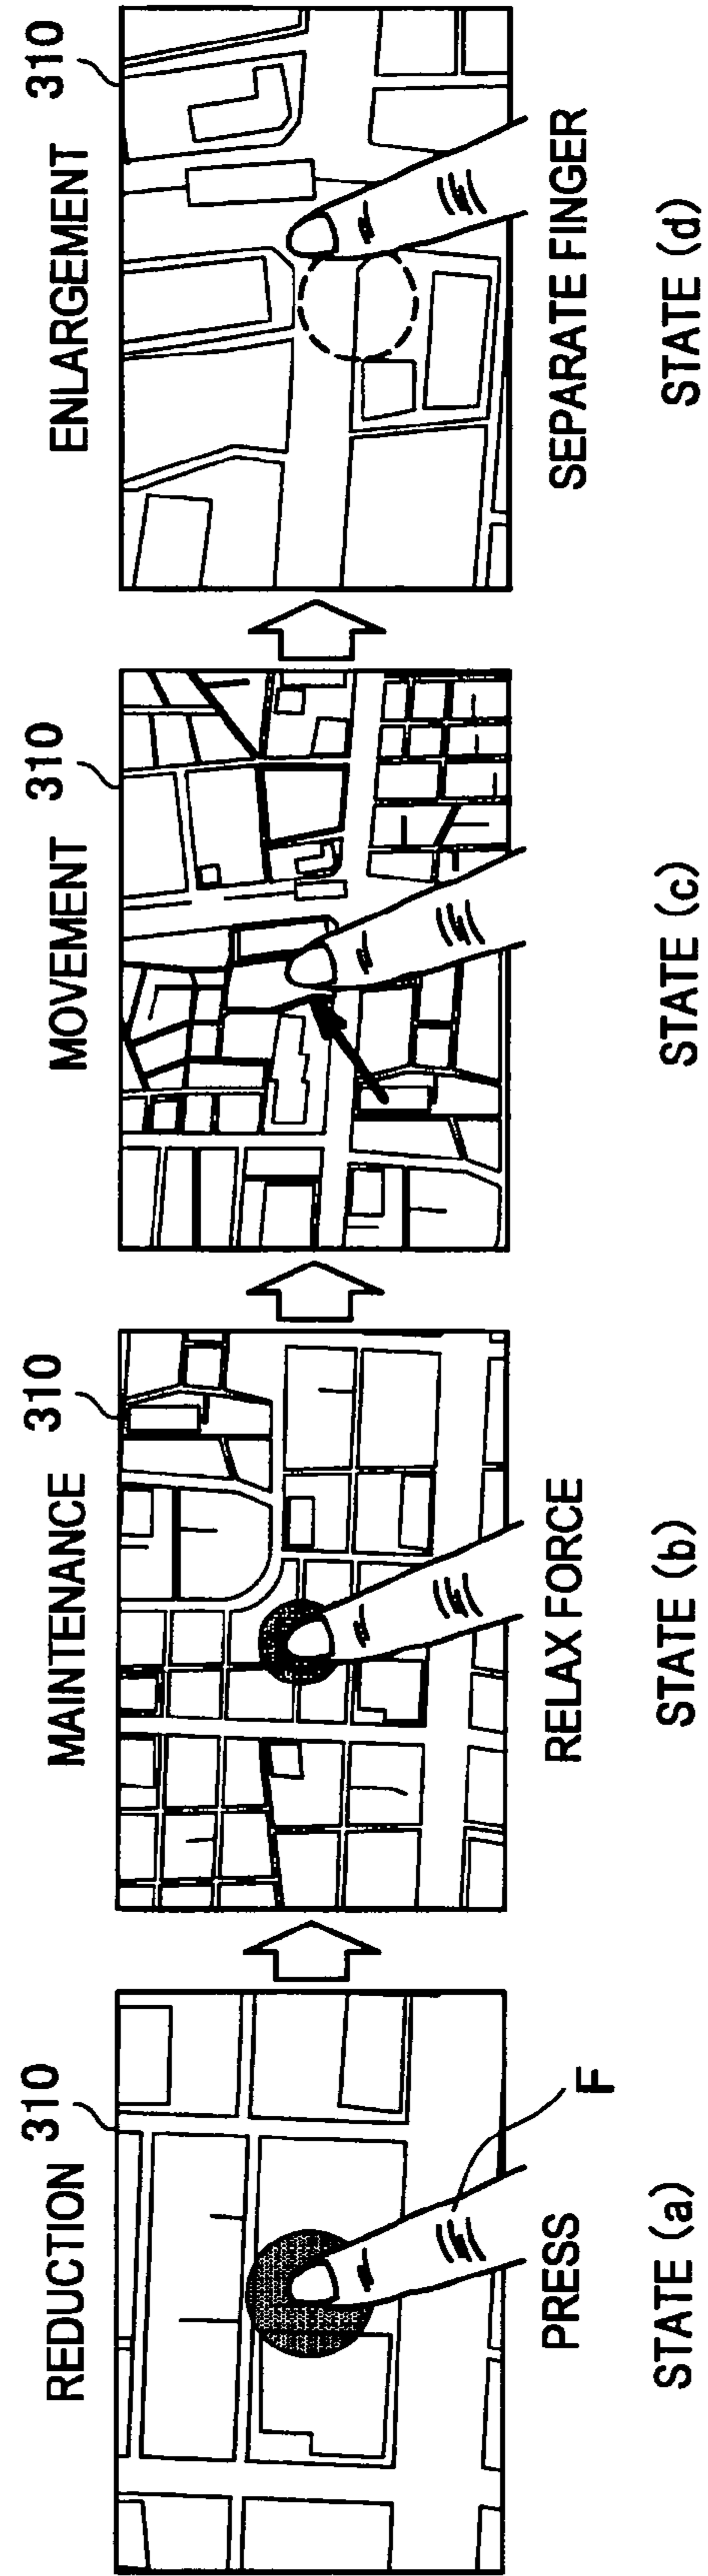 REDUCTION
310
F
PRESS
STATE (a)
MAINTENANCE
310
RELAX FORCE
STATE (b)
MOVEMENT
310
STATE (c)
ENLARGEMENT
310
SEPARATE FINGER
STATE (d)